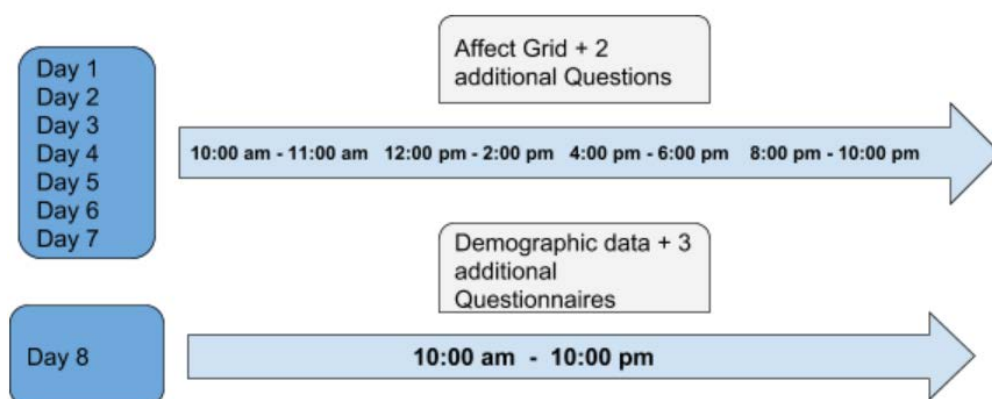 Affect Grid + 2
additional Questions
Day 1
Day 2
Day 3
Day 4
Day 5
Day 6
Day 7
10:00 am - 11:00 am 12:00 pm - 2:00 pm 4:00 pm - 6:00 pm 8:00 pm - 10:00 pm
Demographic data + 3
additional
Questionnaires
Day 8
10:00 am - 10:00 pm